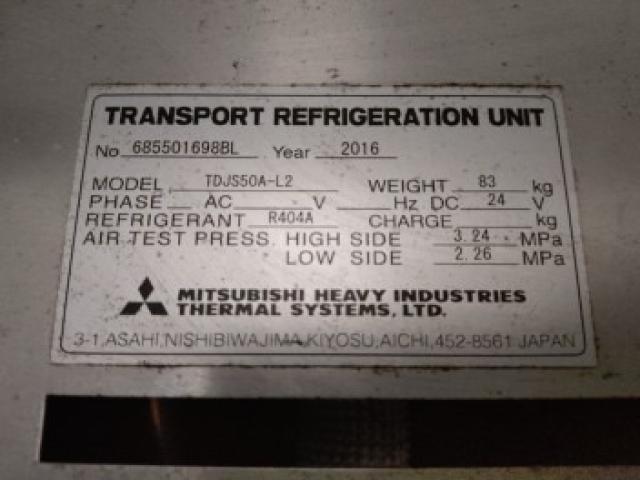 TRANSPORT REFRIGERATION UNIT
No 685501698BL Year 2016
MODEL TDJS50A-L2 WEIGHT 83 kg
PHASE AC V Hz DC 24 V
REFRIGERANT R404A CHARGE kg
AIR TEST PRESS. HIGH SIDE 3.24 MPa
LOW SIDE 2.26 MPa
MITSUBISHI HEAVY INDUSTRIES
THERMAL SYSTEMS, LTD.
3-1,ASAHI,NISHIBIWAJIMA,KIYOSU,AICHI,452-8561 JAPAN